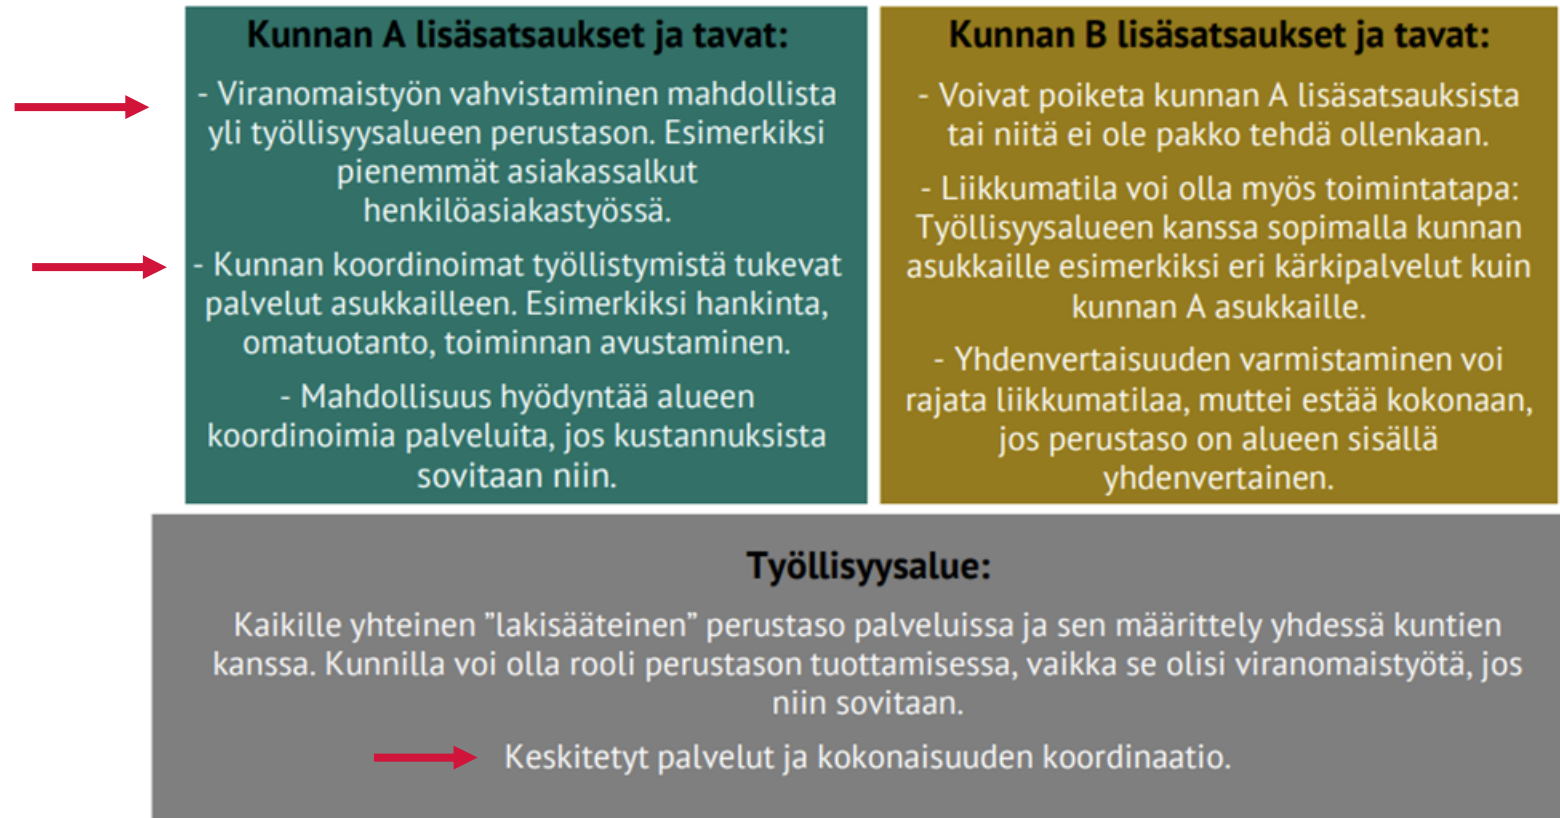 Kunnan A lisäsatsaukset ja tavat:
- Viranomaistyön vahvistaminen mahdollista
yli työllisyysalueen perustason. Esimerkiksi
pienemmät asiakassalkut
henkilöasiakastyössä.
- Kunnan koordinoimat työllistymistä tukevat
palvelut asukkailleen. Esimerkiksi hankinta,
omatuotanto, toiminnan avustaminen.
- Mahdollisuus hyödyntää alueen
koordinoimia palveluita, jos kustannuksista
sovitaan niin.
Kunnan B lisäsatsaukset ja tavat:
- Voivat poiketa kunnan A lisäsatsauksista
tai niitä ei ole pakko tehdä ollenkaan.
- Liikkumatila voi olla myös toimintatapa:
Työllisyysalueen kanssa sopimalla kunnan
asukkaille esimerkiksi eri kärkipalvelut kuin
kunnan A asukkaille.
- Yhdenvertaisuuden varmistaminen voi
rajata liikkumatilaa, muttei estää kokonaan,
jos perustaso on alueen sisällä
yhdenvertainen.
Työllisyysalue:
Kaikille yhteinen ”lakisääteinen” perustaso palveluissa ja sen määrittely yhdessä kuntien
kanssa. Kunnilla voi olla rooli perustason tuottamisessa, vaikka se olisi viranomaistyötä, jos
niin sovitaan.
Keskitetyt palvelut ja kokonaisuuden koordinaatio.